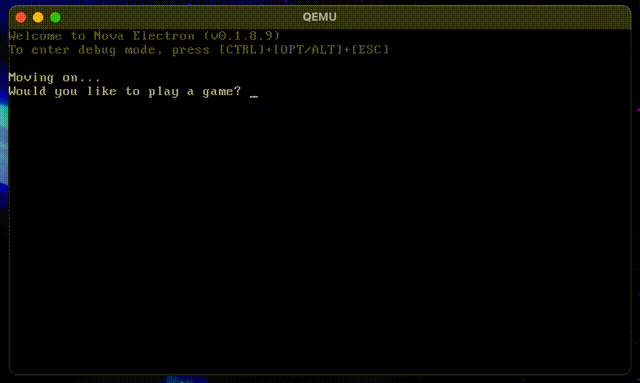 QEMU
Welcome to Nova Electron (v0.1.8.9)
To enter debug mode, press [CTRL]+[OPT/ALT]+[ESC]
Moving on...
Would you like to play a game? _